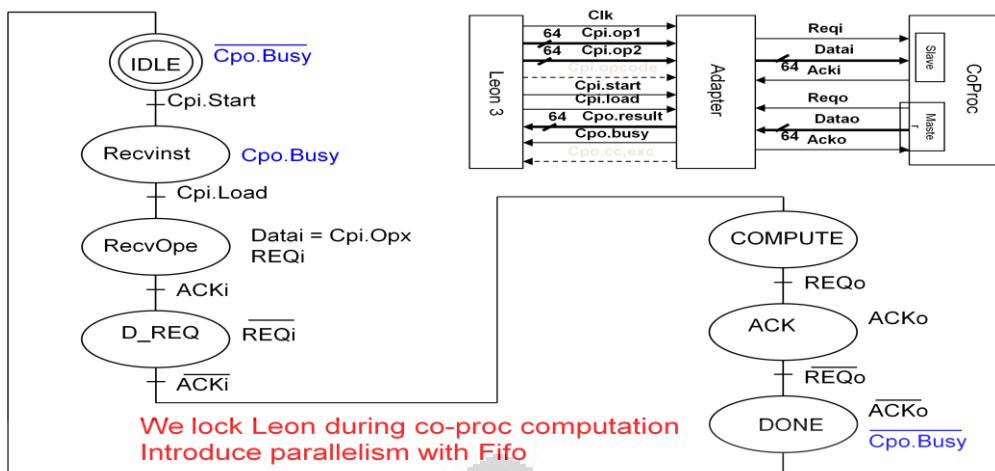 IDLE
Cpo.Busy
Cpi.Start
Recvinst
Cpo.Busy
Cpi.Load
RecvOpe
Datai = Cpi.Opx
REQi
ACKi
D_REQ
REQi
ACKi
Leon 3
Clk
64
Cpi.op1
64
Cpi.op2
Cpi.opcode
Cpi.start
Cpi.load
64
Cpo.result
Cpo.busy
Cpo.cc,exc
Adapter
Reqi
Datai
64
Acki
Reqo
Datao
64
Acko
Slave
Maste
r
CoProc
COMPUTE
REQo
ACK
ACKo
REQo
DONE
ACKo
Cpo.Busy
We lock Leon during co-proc computation
Introduce parallelism with Fifo